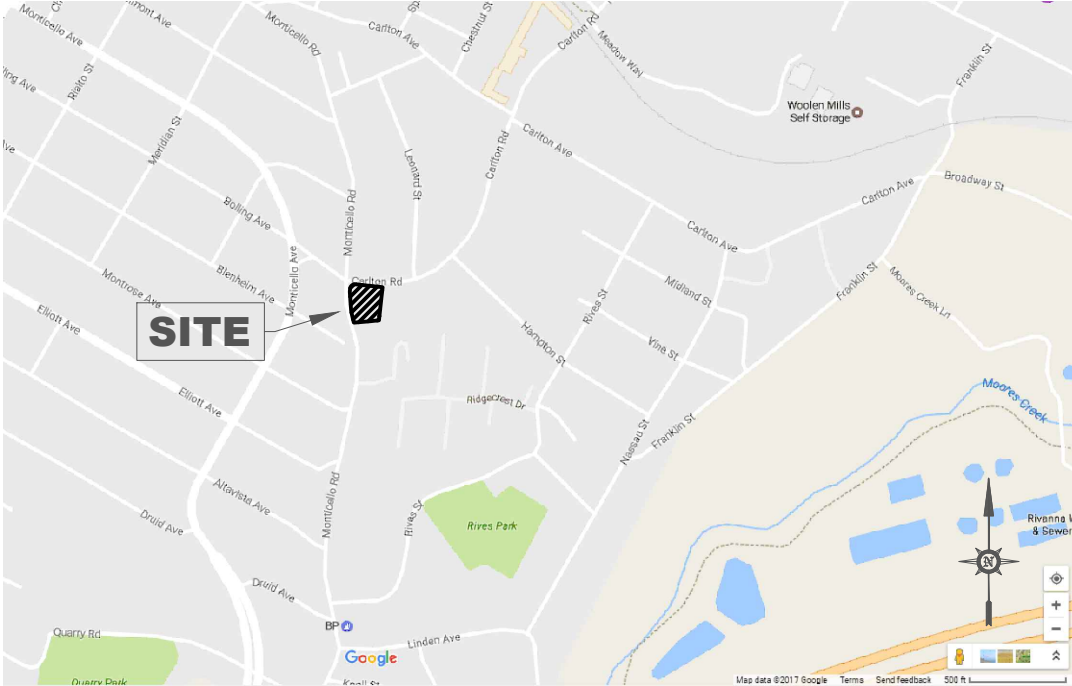 Monticello Ave
Rialto St
Meridian St
Monticello Rd
Carlton Ave
Chestnut St
Carlton Rd
Meadow Way
Franklin St
Woolen Mills
Self Storage
Carlton Ave
Carlton Rd
Leonard St
Monticello Rd
Bolling Ave
Carlton Ave
Broadway St
Carlton Ave
Monticello Ave
Blenheim Ave
Montrose Ave
Elliott Ave
Carlton Rd
SITE
Midland St
Rives St
Franklin St
Moores Creek Ln
Hampton St
Vine St
Moores Creek
Elliott Ave
Ridgecrest Dr
Nassau St
Franklin St
Altavista Ave
Druid Ave
Monticello Rd
Rives St
Rives Park
Rivanna W
& Sewer
N
Druid Ave
BP
Quarry Rd
Linden Ave
Google
Knoll St
Quarry Park
Map data ©2017 Google Terms Send feedback 500 ft